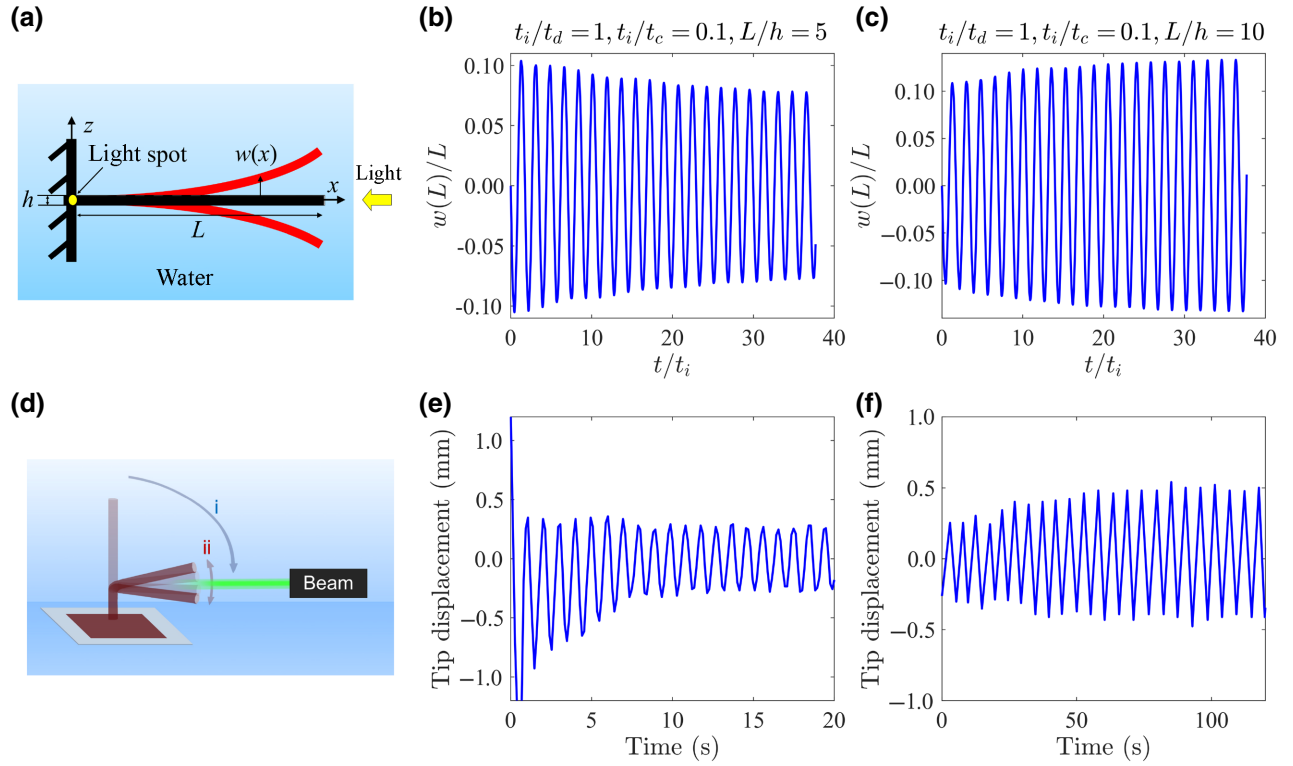 (a)
z
Light spot
w(x)
x
Light
h
L
Water
(b)
t_i/t_d = 1, t_i/t_c = 0.1, L/h = 5
w(L)/L
0.10
0.05
0
-0.05
-0.10
0 10 20 30 40
t/t_i
(c)
t_i/t_d = 1, t_i/t_c = 0.1, L/h = 10
w(L)/L
0.10
0.05
0
−0.05
−0.10
0 10 20 30 40
t/t_i
(d)
i
ii
Beam
(e)
Tip displacement (mm)
1.0
0.5
0.0
-0.5
-1.0
0 5 10 15 20
Time (s)
(f)
Tip displacement (mm)
1.0
0.5
0.0
−0.5
−1.0
0 50 100
Time (s)